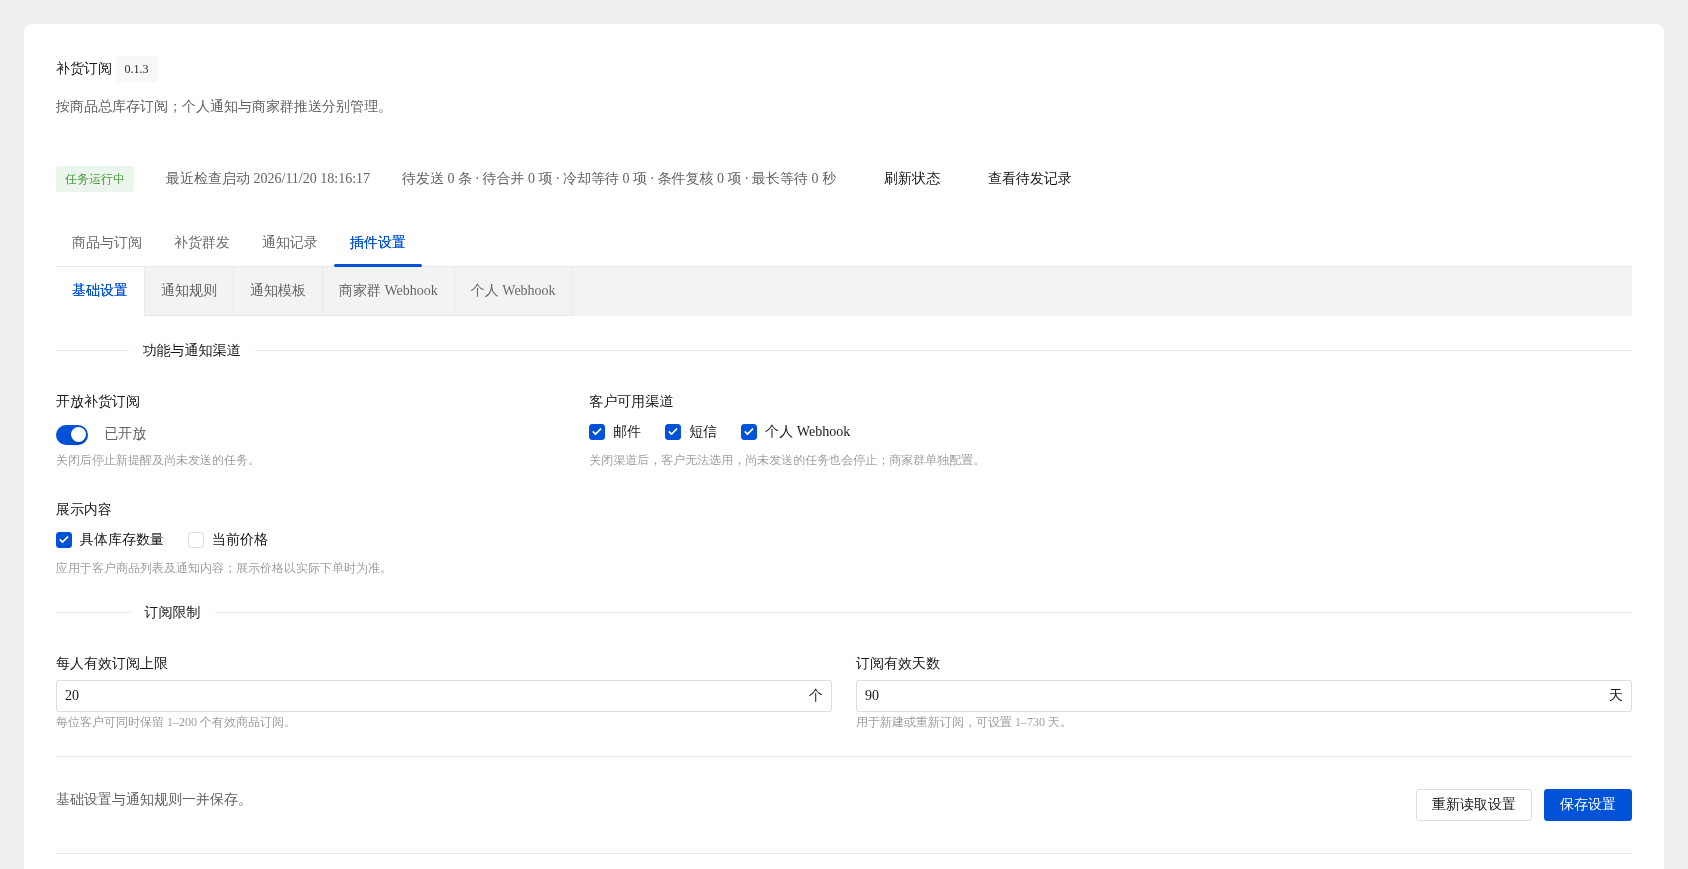 补货订阅 0.1.3
按商品总库存订阅；个人通知与商家群推送分别管理。
任务运行中 最近检查启动 2026/11/20 18:16:17 待发送 0 条 · 待合并 0 项 · 冷却等待 0 项 · 条件复核 0 项 · 最长等待 0 秒 刷新状态 查看待发记录
商品与订阅 补货群发 通知记录 插件设置
基础设置 通知规则 通知模板 商家群 Webhook 个人 Webhook
功能与通知渠道
开放补货订阅 客户可用渠道
已开放 邮件 短信 个人 Webhook
关闭后停止新提醒及尚未发送的任务。 关闭渠道后，客户无法选用，尚未发送的任务也会停止；商家群单独配置。
展示内容
具体库存数量 当前价格
应用于客户商品列表及通知内容；展示价格以实际下单时为准。
订阅限制
每人有效订阅上限 订阅有效天数
20 个 90 天
每位客户可同时保留 1–200 个有效商品订阅。 用于新建或重新订阅，可设置 1–730 天。
基础设置与通知规则一并保存。 重新读取设置 保存设置